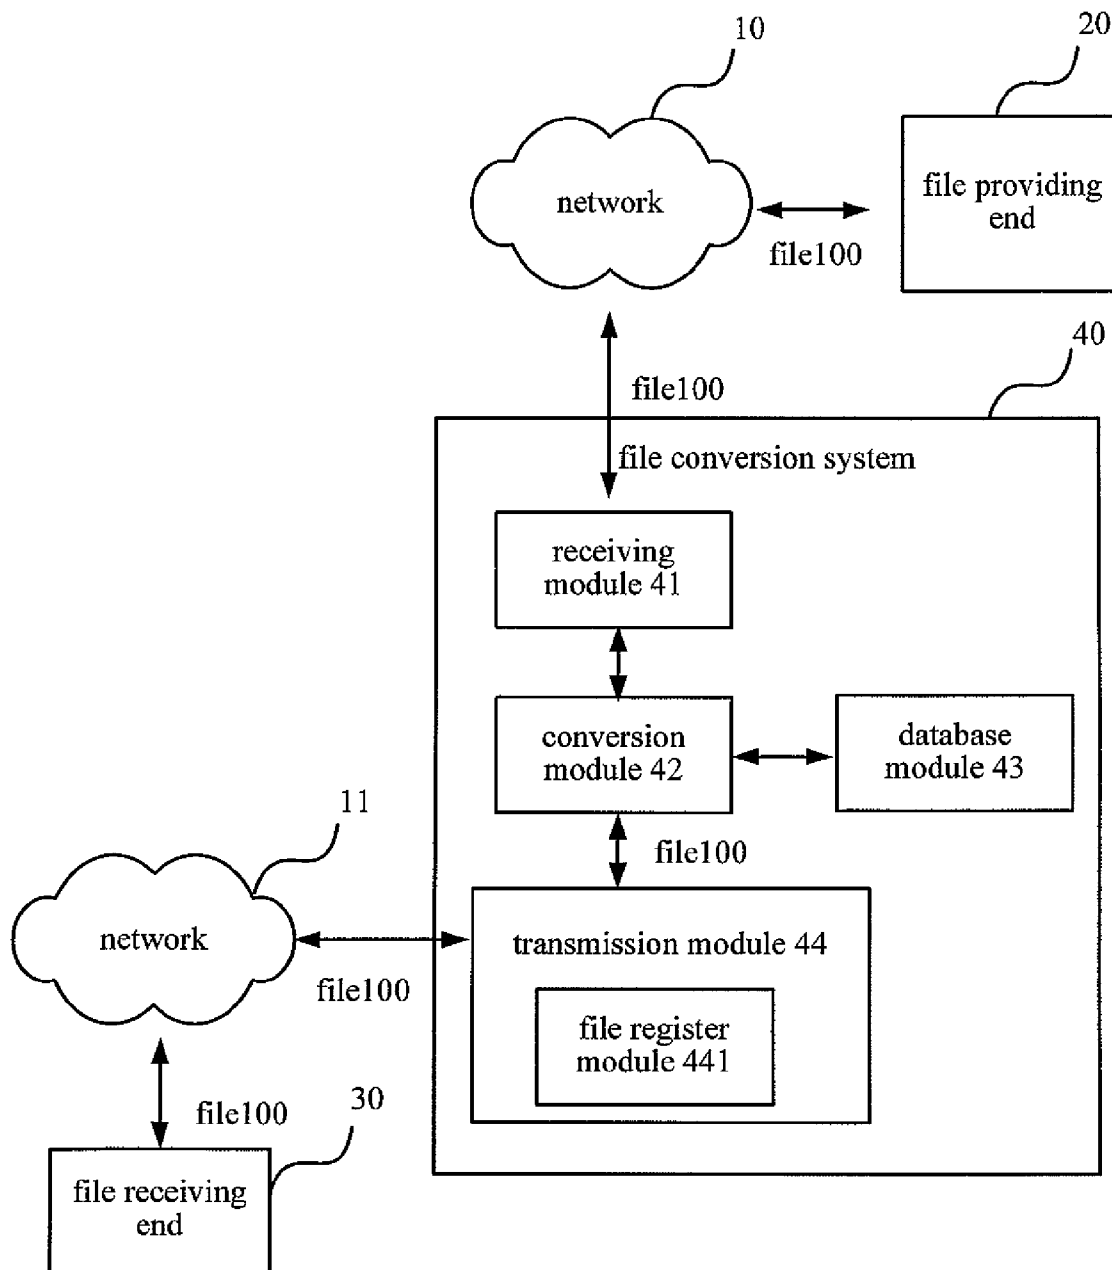 10
20
network
file providing
end
file100
40
file100
file conversion system
receiving
module 41
conversion
module 42
database
module 43
11
file100
network
transmission module 44
file100
file register
module 441
30
file100
file receiving
end